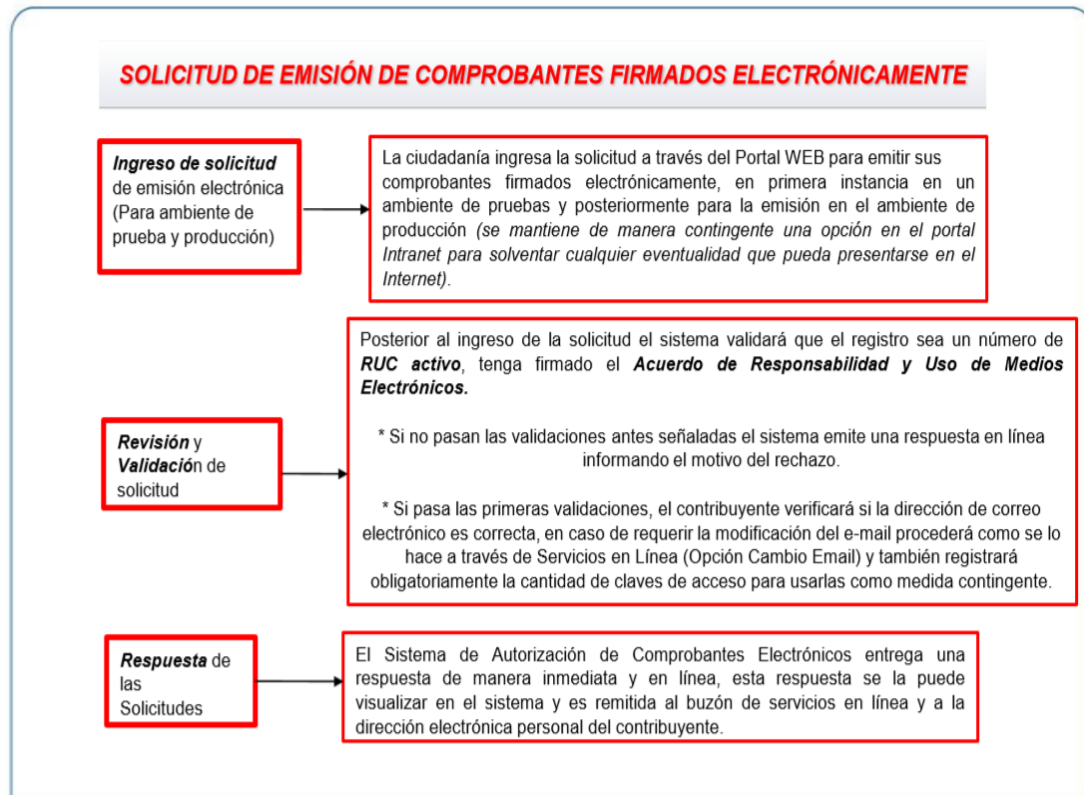 SOLICITUD DE EMISIÓN DE COMPROBANTES FIRMADOS ELECTRÓNICAMENTE
Ingreso de solicitud
de emisión electrónica
(Para ambiente de
prueba y producción)
La ciudadanía ingresa la solicitud a través del Portal WEB para emitir sus
comprobantes firmados electrónicamente, en primera instancia en un
ambiente de pruebas y posteriormente para la emisión en el ambiente de
producción (se mantiene de manera contingente una opción en el portal
Intranet para solventar cualquier eventualidad que pueda presentarse en el
Internet).
Revisión y
Validación de
solicitud
Posterior al ingreso de la solicitud el sistema validará que el registro sea un número de
RUC activo, tenga firmado el Acuerdo de Responsabilidad y Uso de Medios
Electrónicos.
* Si no pasan las validaciones antes señaladas el sistema emite una respuesta en línea
informando el motivo del rechazo.
* Si pasa las primeras validaciones, el contribuyente verificará si la dirección de correo
electrónico es correcta, en caso de requerir la modificación del e-mail procederá como se lo
hace a través de Servicios en Línea (Opción Cambio Email) y también registrará
obligatoriamente la cantidad de claves de acceso para usarlas como medida contingente.
Respuesta de
las
Solicitudes
El Sistema de Autorización de Comprobantes Electrónicos entrega una
respuesta de manera inmediata y en línea, esta respuesta se la puede
visualizar en el sistema y es remitida al buzón de servicios en línea y a la
dirección electrónica personal del contribuyente.